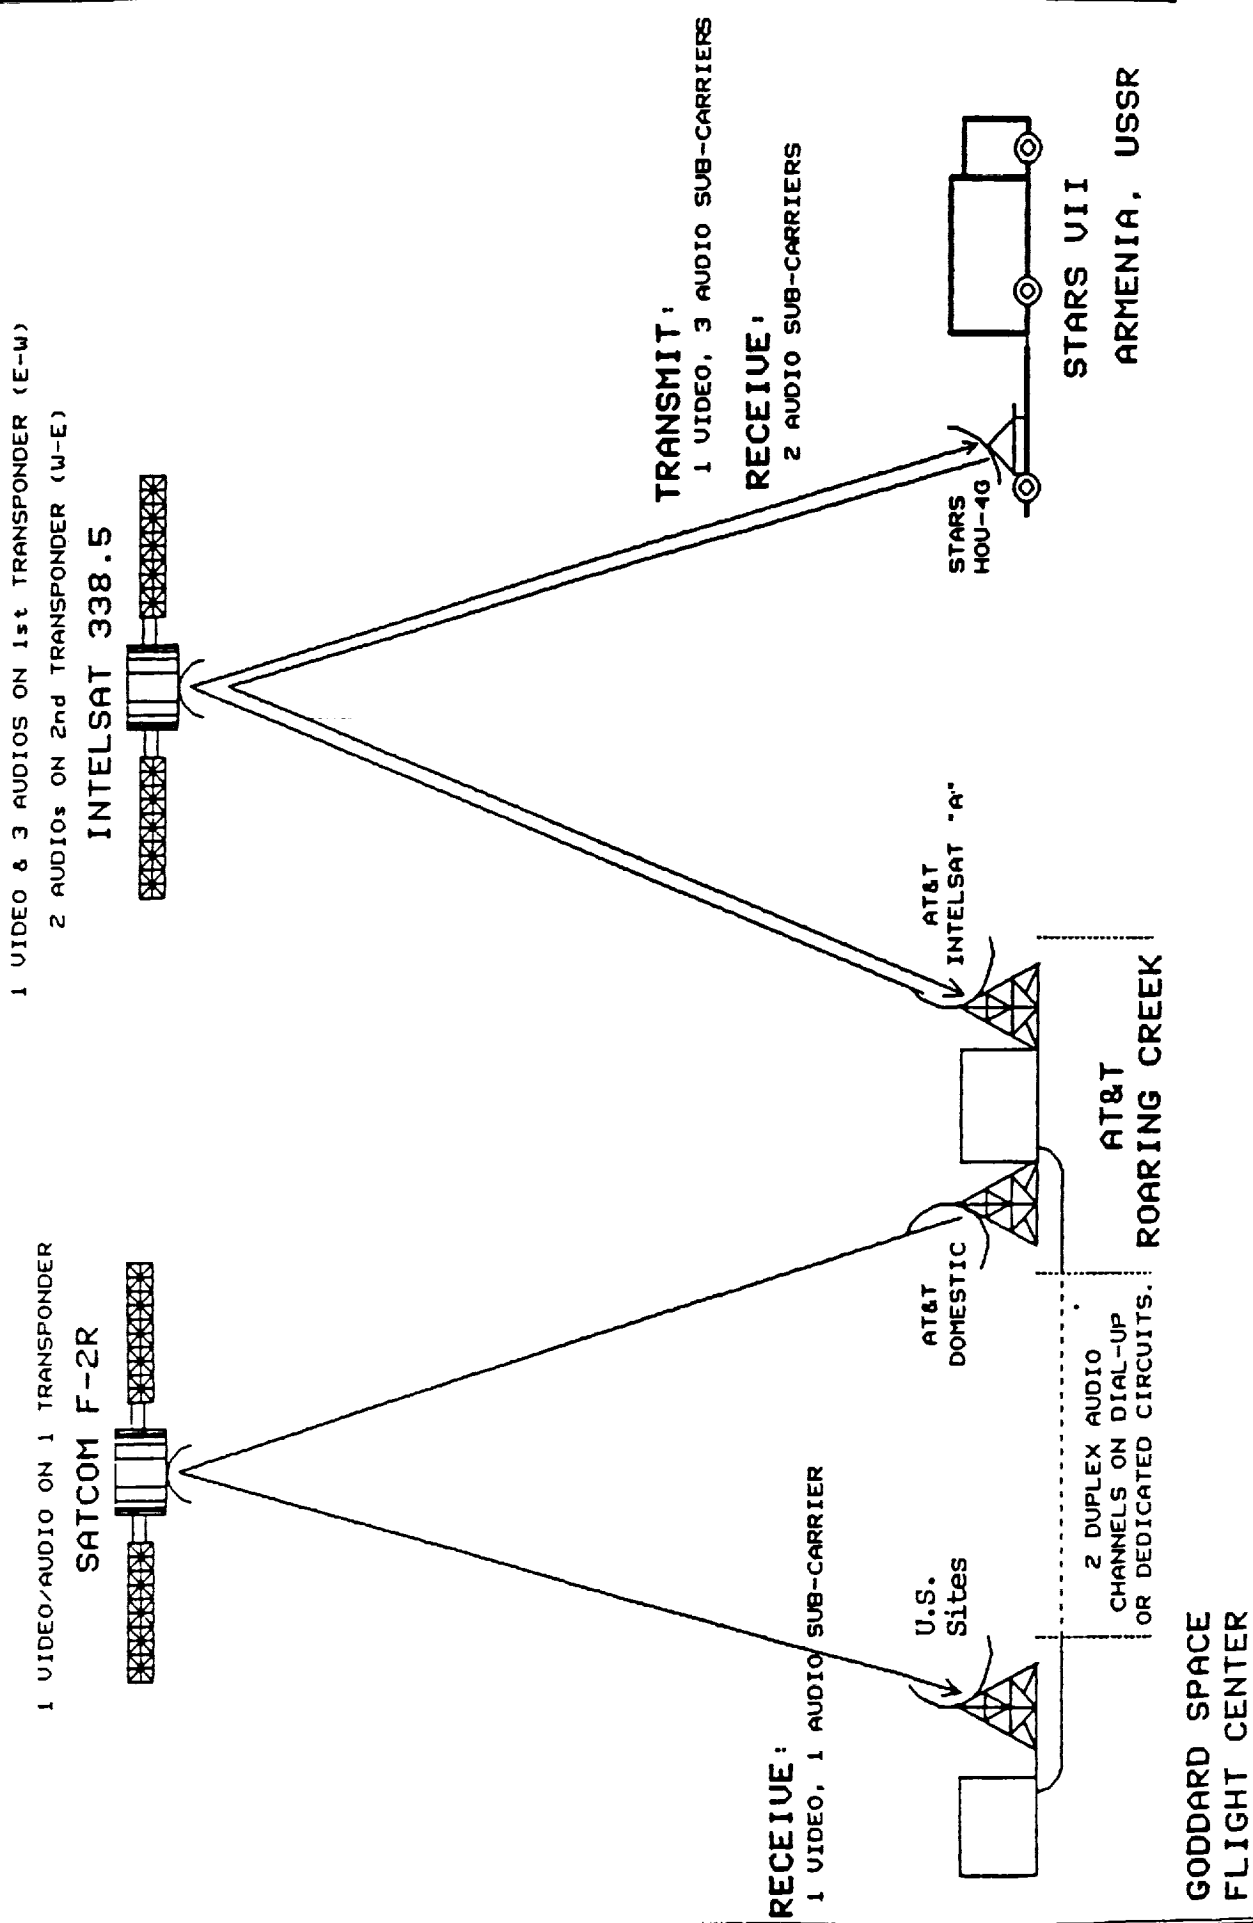 1 VIDEO/AUDIO ON 1 TRANSPONDER
SATCOM F-2R
1 VIDEO & 3 AUDIOS ON 1st TRANSPONDER (E-W)
2 AUDIOs ON 2nd TRANSPONDER (W-E)
INTELSAT 338.5
TRANSMIT:
1 VIDEO, 3 AUDIO SUB-CARRIERS
RECEIVE:
2 AUDIO SUB-CARRIERS
RECEIVE:
1 VIDEO, 1 AUDIO SUB-CARRIER
U.S.
Sites
AT&T
DOMESTIC
AT&T
INTELSAT "A"
STARS
HOU-4G
STARS VII
ARMENIA, USSR
2 DUPLEX AUDIO
CHANNELS ON DIAL-UP
OR DEDICATED CIRCUITS.
AT&T
ROARING CREEK
GODDARD SPACE
FLIGHT CENTER